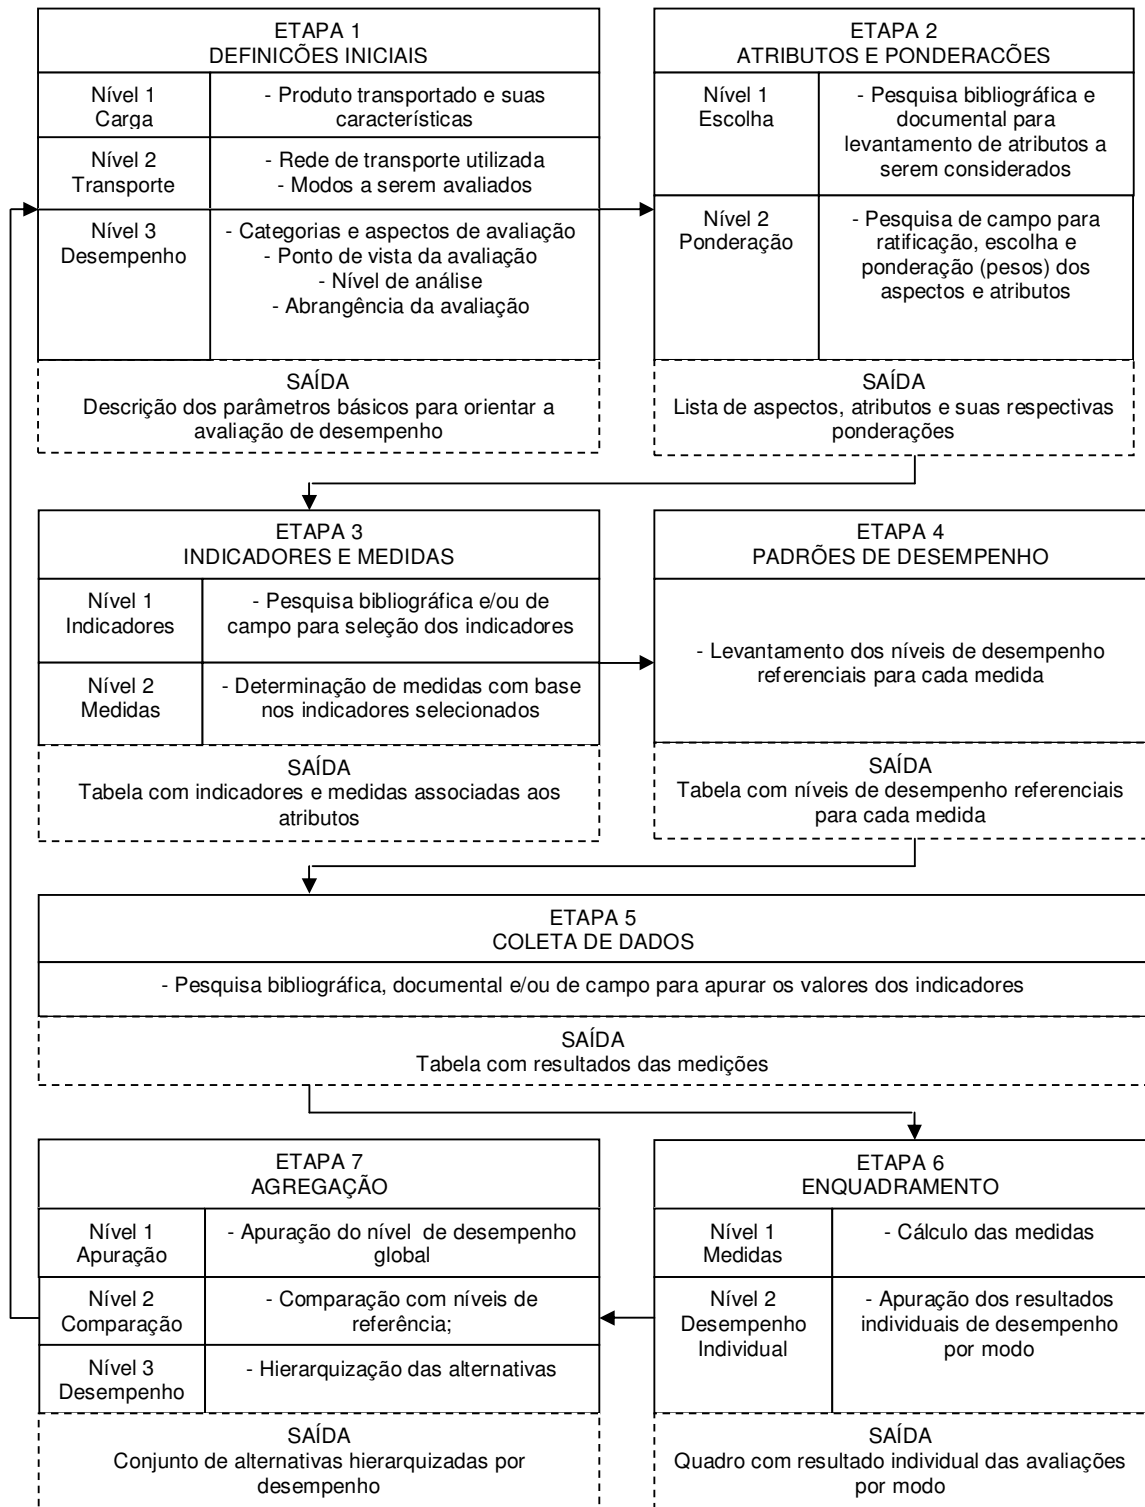 ETAPA 1
DEFINICÕES INICIAIS
Nível 1
Carga
- Produto transportado e suas
características
Nível 2
Transporte
- Rede de transporte utilizada
- Modos a serem avaliados
Nível 3
Desempenho
- Categorias e aspectos de avaliação
- Ponto de vista da avaliação
- Nível de análise
- Abrangência da avaliação
SAÍDA
Descrição dos parâmetros básicos para orientar a
avaliação de desempenho
ETAPA 2
ATRIBUTOS E PONDERACÕES
Nível 1
Escolha
- Pesquisa bibliográfica e
documental para
levantamento de atributos a
serem considerados
Nível 2
Ponderação
- Pesquisa de campo para
ratificação, escolha e
ponderação (pesos) dos
aspectos e atributos
SAÍDA
Lista de aspectos, atributos e suas respectivas
ponderações
ETAPA 3
INDICADORES E MEDIDAS
Nível 1
Indicadores
- Pesquisa bibliográfica e/ou de
campo para seleção dos indicadores
Nível 2
Medidas
- Determinação de medidas com base
nos indicadores selecionados
SAÍDA
Tabela com indicadores e medidas associadas aos
atributos
ETAPA 4
PADRÕES DE DESEMPENHO
- Levantamento dos níveis de desempenho
referenciais para cada medida
SAÍDA
Tabela com níveis de desempenho referenciais
para cada medida
ETAPA 5
COLETA DE DADOS
- Pesquisa bibliográfica, documental e/ou de campo para apurar os valores dos indicadores
SAÍDA
Tabela com resultados das medições
ETAPA 7
AGREGAÇÃO
Nível 1
Apuração
- Apuração do nível de desempenho
global
Nível 2
Comparação
- Comparação com níveis de
referência;
Nível 3
Desempenho
- Hierarquização das alternativas
SAÍDA
Conjunto de alternativas hierarquizadas por
desempenho
ETAPA 6
ENQUADRAMENTO
Nível 1
Medidas
- Cálculo das medidas
Nível 2
Desempenho
Individual
- Apuração dos resultados
individuais de desempenho
por modo
SAÍDA
Quadro com resultado individual das avaliações
por modo